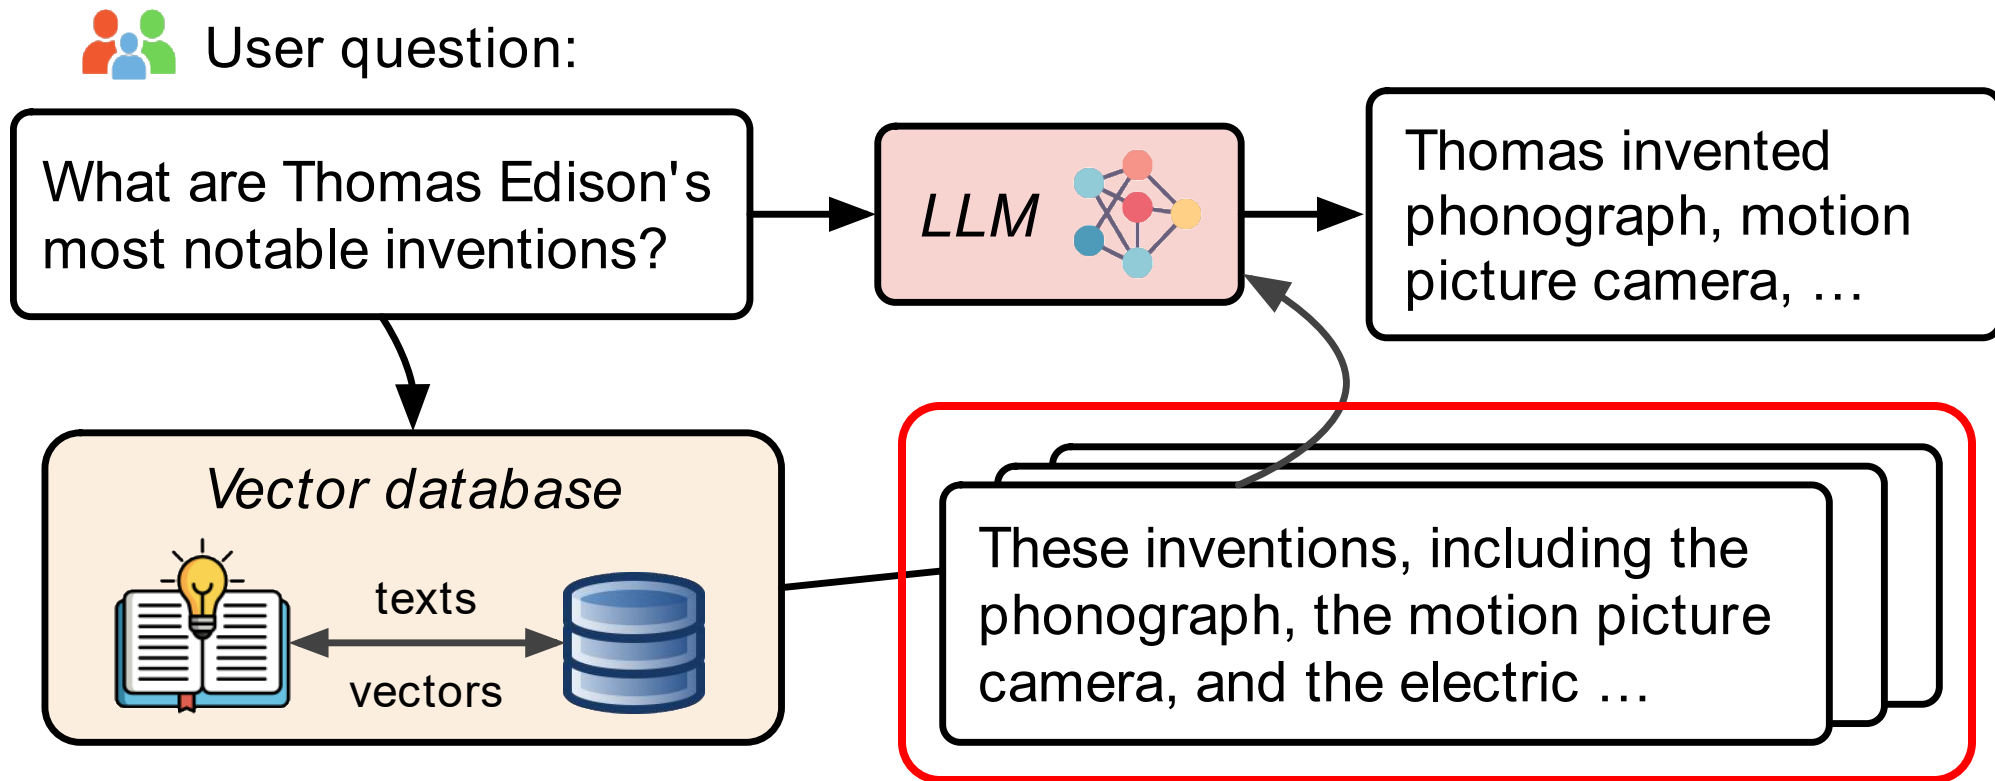 User question:
What are Thomas Edison's
most notable inventions?
LLM
Thomas invented
phonograph, motion
picture camera, …
Vector database
texts
vectors
These inventions, including the
phonograph, the motion picture
camera, and the electric …